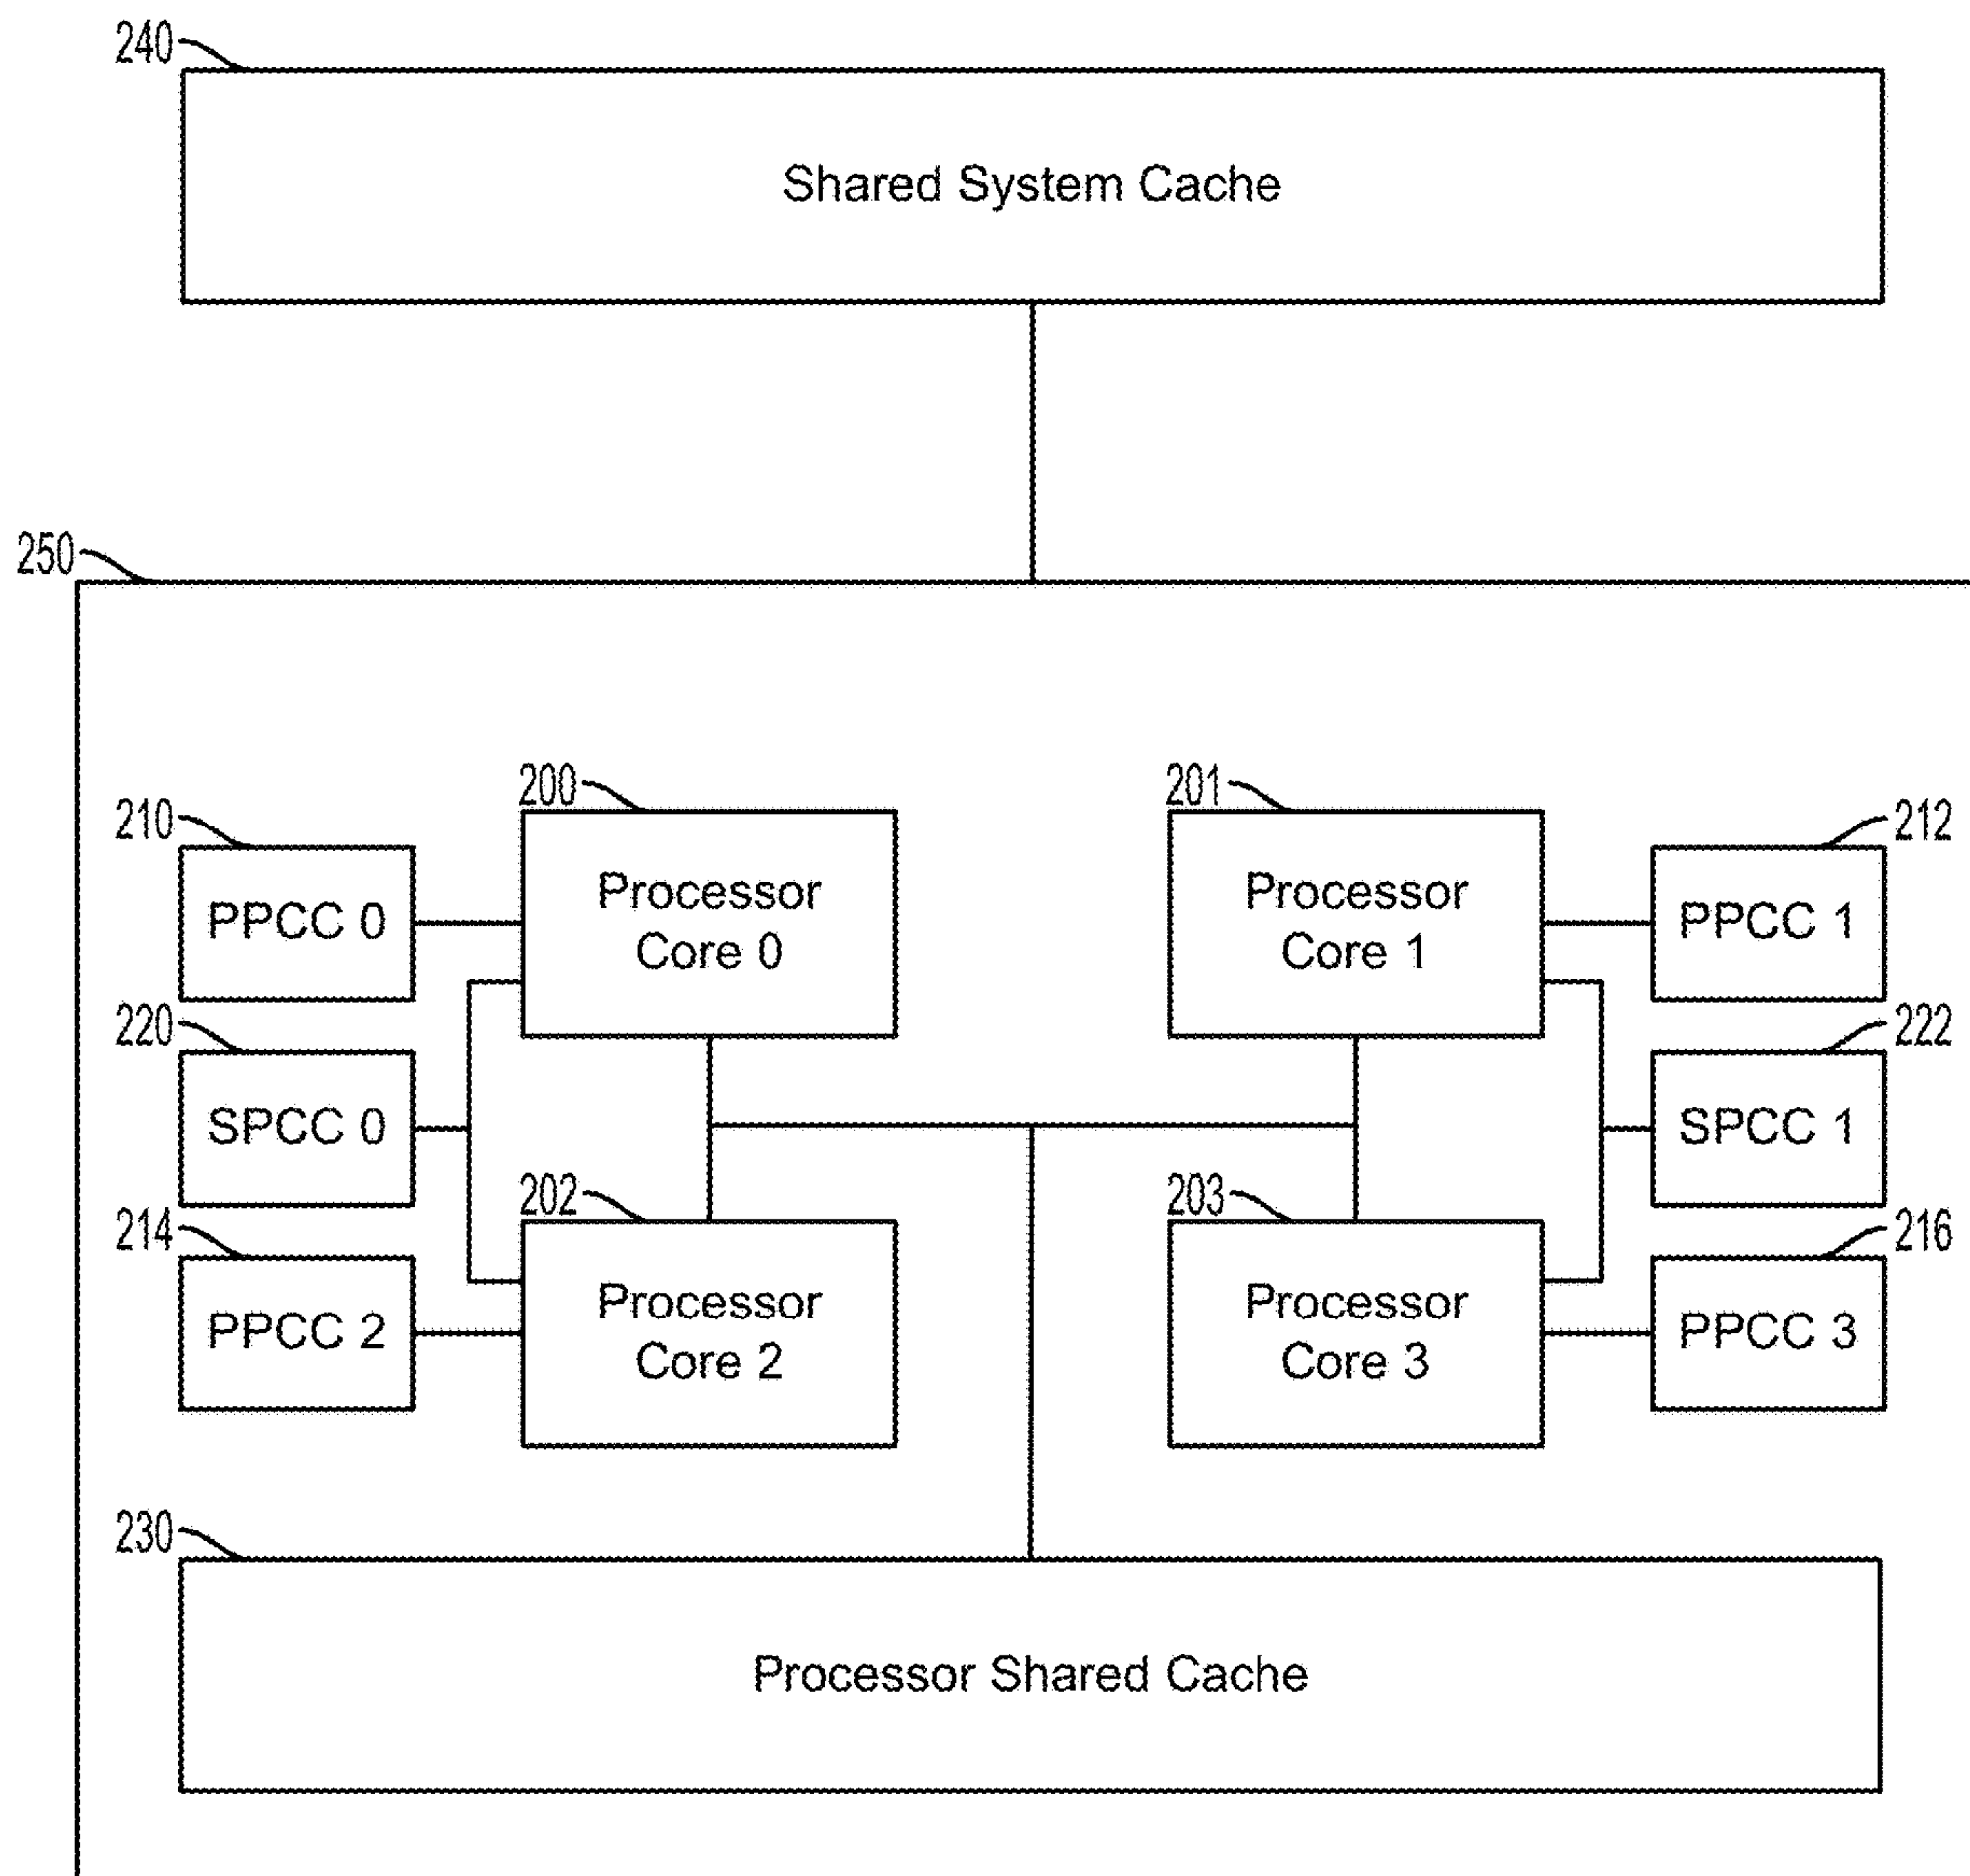 240
Shared System Cache
250
200
201
210
212
Processor
Core 0
Processor
Core 1
PPCC 0
PPCC 1
220
222
SPCC 0
SPCC 1
202
203
214
216
Processor
Core 2
Processor
Core 3
PPCC 2
PPCC 3
230
Processor Shared Cache